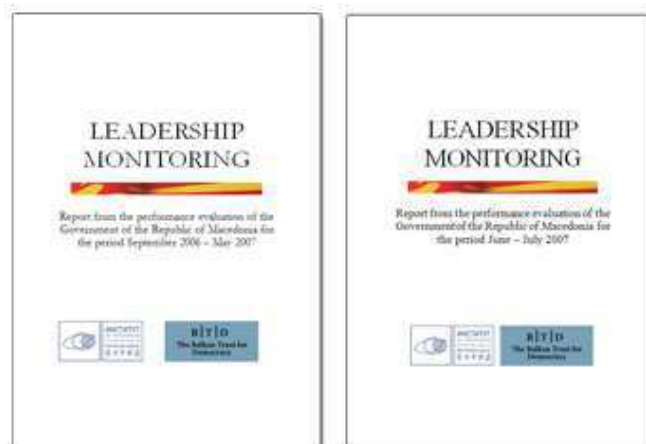 LEADERSHIP
MONITORING
Report from the performance evaluation of the
Government of the Republic of Macedonia for
the period September 2006 – May 2007
B|T|D
The Balkan Trust for
Democracy
LEADERSHIP
MONITORING
Report from the performance evaluation of the
Government of the Republic of Macedonia for
the period June – July 2007
B|T|D
The Balkan Trust for
Democracy